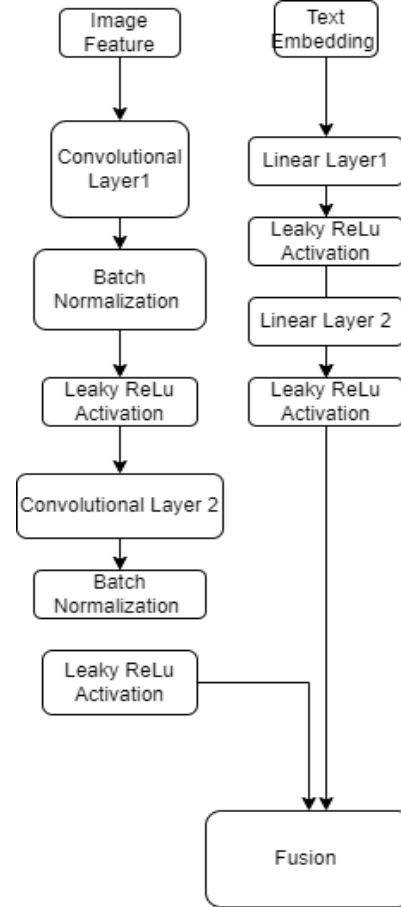 Image
Feature
Convolutional
Layer1
Batch
Normalization
Leaky ReLu
Activation
Convolutional Layer 2
Batch
Normalization
Leaky ReLu
Activation
Text
Embedding
Linear Layer1
Leaky ReLu
Activation
Linear Layer 2
Leaky ReLu
Activation
Fusion